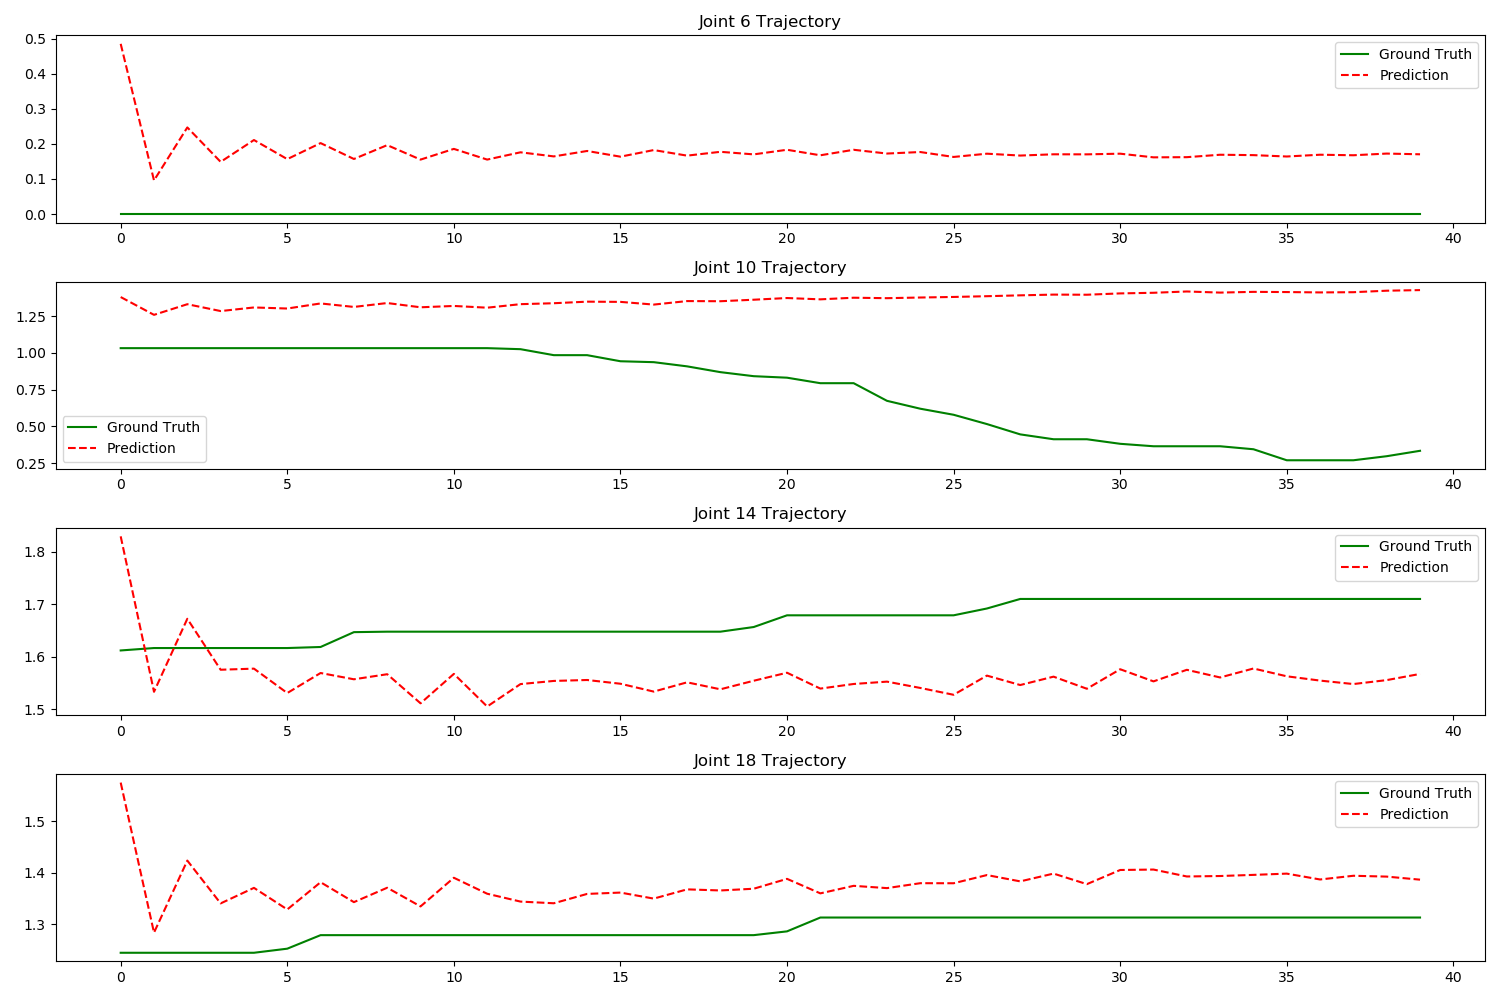 Joint 6 Trajectory
0.5
0.4
0.3
0.2
0.1
0.0
Ground Truth
Prediction
0 5 10 15 20 25 30 35 40
Joint 10 Trajectory
1.25
1.00
0.75
0.50
0.25
Ground Truth
Prediction
0 5 10 15 20 25 30 35 40
Joint 14 Trajectory
1.8
1.7
1.6
1.5
Ground Truth
Prediction
0 5 10 15 20 25 30 35 40
Joint 18 Trajectory
1.5
1.4
1.3
Ground Truth
Prediction
0 5 10 15 20 25 30 35 40